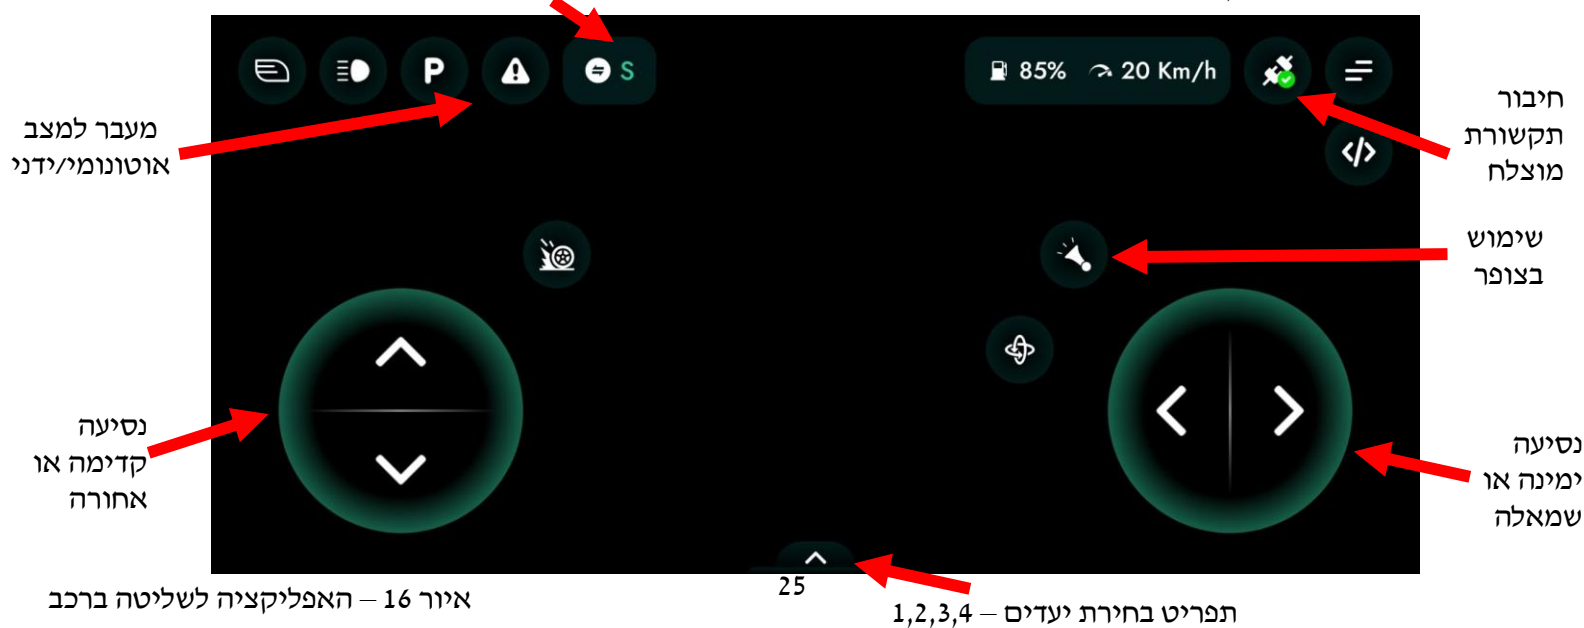 P
S
85%
20 Km/h
</>
מעבר למצב
אוטונומי/ידני
חיבור
תקשורת
מוצלח
שימוש
בצופר
נסיעה
קדימה או
אחורה
נסיעה
ימינה או
שמאלה
25
איור 16 – האפליקציה לשליטה ברכב
תפריט בחירת יעדים – 1,2,3,4